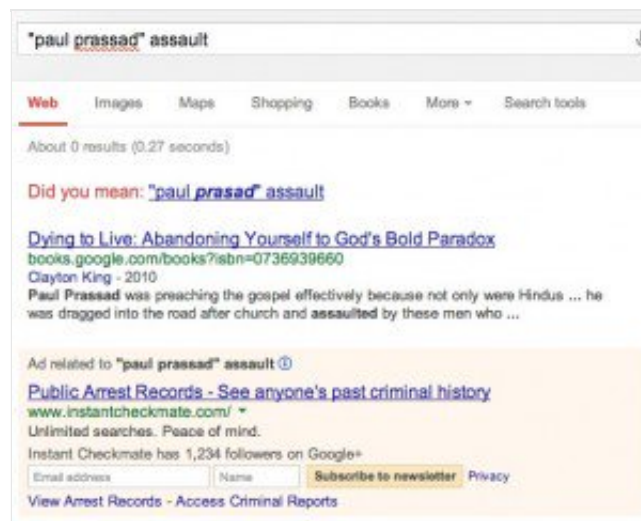 "paul prassad" assault
Web Images Maps Shopping Books More Search tools
About 0 results (0.27 seconds)
Did you mean: "paul prasad" assault
Dying to Live: Abandoning Yourself to God's Bold Paradox
books.google.com/books?isbn=0736939660
Clayton King - 2010
Paul Prassad was preaching the gospel effectively because not only were Hindus ... he
was dragged into the road after church and assaulted by these men who ...
Ad related to "paul prassad" assault
Public Arrest Records - See anyone's past criminal history
www.instantcheckmate.com/
Unlimited searches. Peace of mind.
Instant Checkmate has 1,234 followers on Google+
Email address Name Subscribe to newsletter Privacy
View Arrest Records - Access Criminal Reports